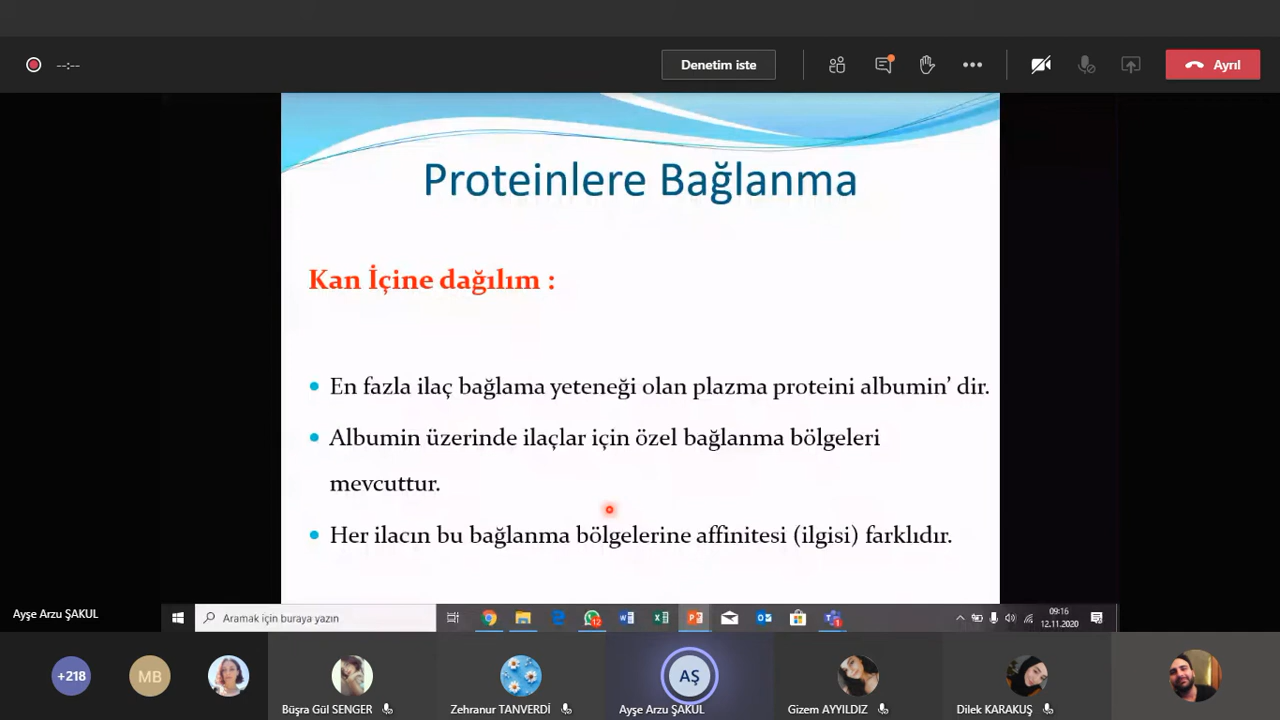 --:--
Denetim iste
Ayrıl
Proteinlere Bağlanma
Kan İçine dağılım :
• En fazla ilaç bağlama yeteneği olan plazma proteini albumin’ dir.
• Albumin üzerinde ilaçlar için özel bağlanma bölgeleri
mevcuttur.
• Her ilacın bu bağlanma bölgelerine affinitesi (ilgisi) farklıdır.
Ayşe Arzu ŞAKUL
Aramak için buraya yazın
12
09:16
12.11.2020
+218
MB
AŞ
Büşra Gül SENGER
Zehranur TANVERDİ
Ayşe Arzu ŞAKUL
Gizem AYYILDIZ
Dilek KARAKUŞ